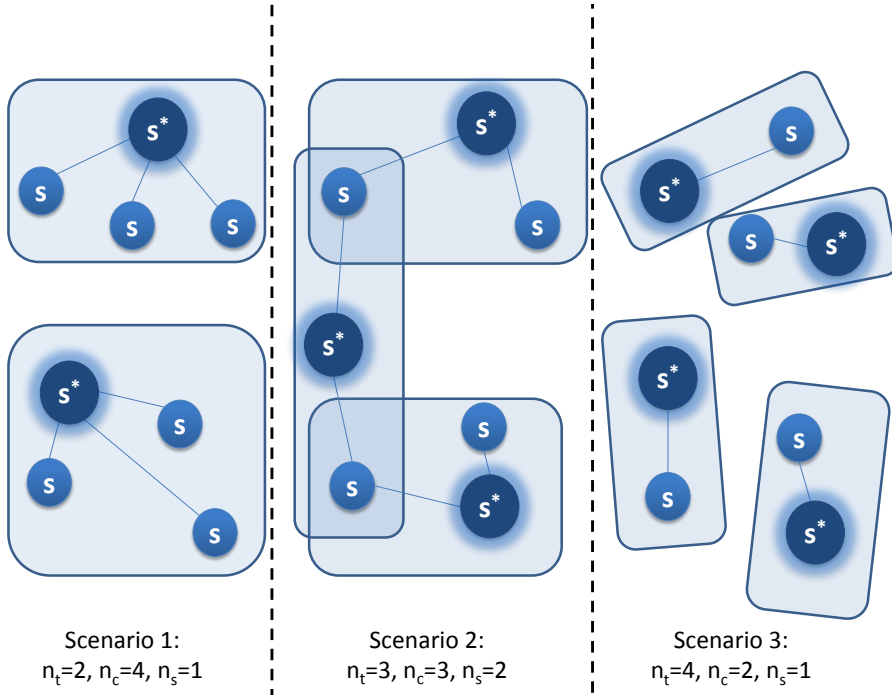 s*
s
s
s
s*
s
s
s
Scenario 1:
nt=2, nc=4, ns=1
s*
s
s
s*
s
s
s*
Scenario 2:
nt=3, nc=3, ns=2
s
s*
s
s*
s*
s
s
s*
Scenario 3:
nt=4, nc=2, ns=1